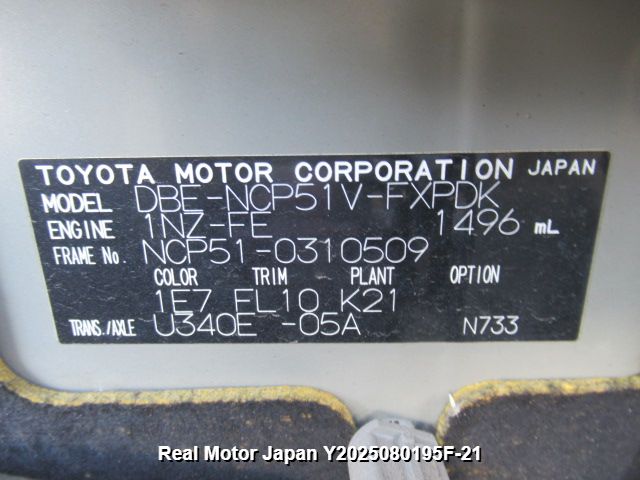 TOYOTA MOTOR CORPORATION JAPAN
MODEL DBE-NCP51V-FXPDK
ENGINE 1NZ-FE 1496 mL
FRAME No. NCP51-0310509
COLOR TRIM PLANT OPTION
1E7 FL10 K21
TRANS./AXLE U340E -05A N733
Real Motor Japan Y2025080195F-21